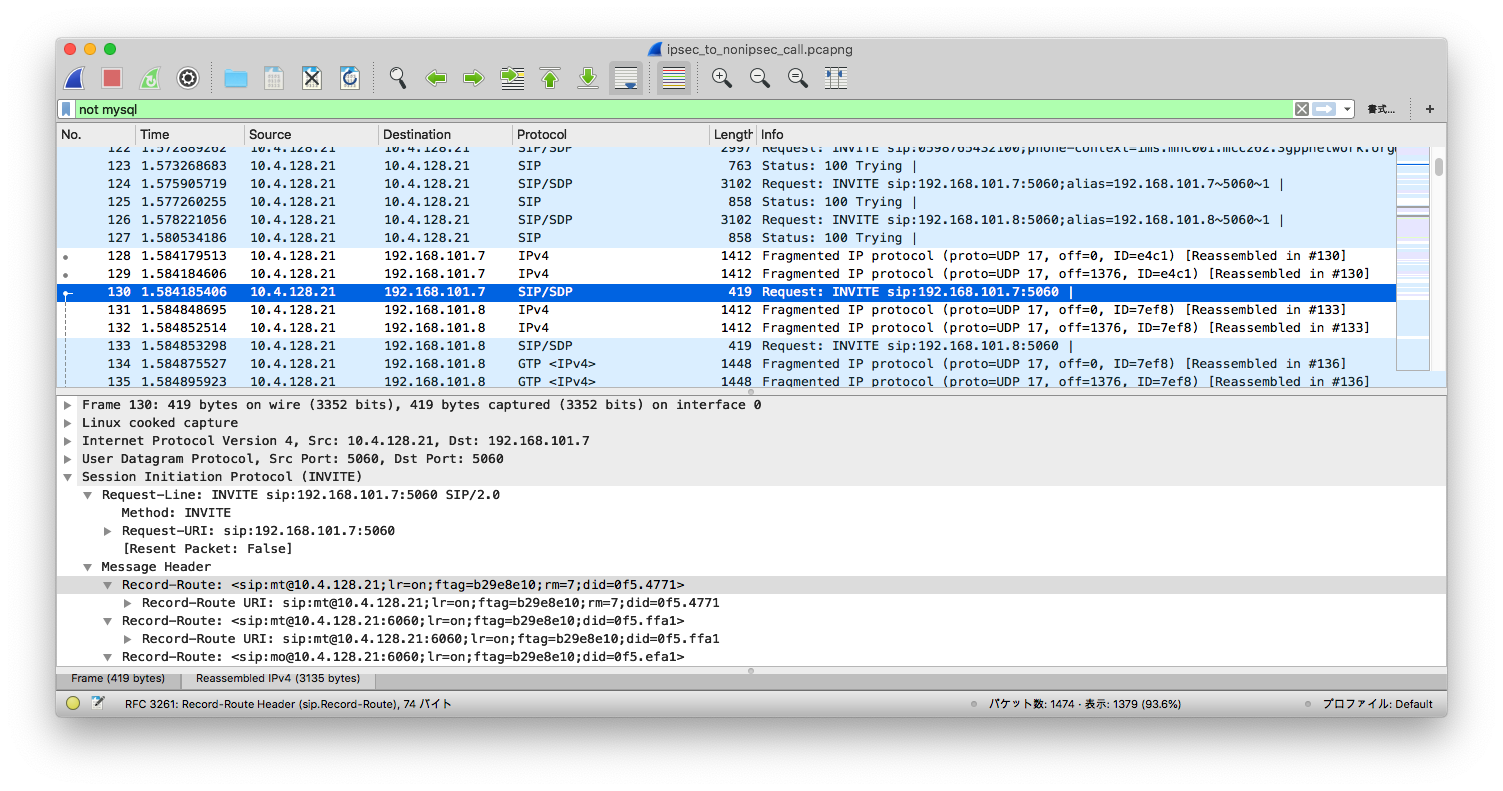 ipsec_to_nonipsec_call.pcapng
not mysql
書式...
+
No. Time Source Destination Protocol Length Info
122 1.572889262 10.4.128.21 10.4.128.21 SIP/SDP 2997 Request: INVITE sip:0598765432100;phone-context=ims.mnc001.mcc262.3gppnetwork.org
123 1.573268683 10.4.128.21 10.4.128.21 SIP 763 Status: 100 Trying |
124 1.575905719 10.4.128.21 10.4.128.21 SIP/SDP 3102 Request: INVITE sip:192.168.101.7:5060;alias=192.168.101.7~5060~1 |
125 1.577260255 10.4.128.21 10.4.128.21 SIP 858 Status: 100 Trying |
126 1.578221056 10.4.128.21 10.4.128.21 SIP/SDP 3102 Request: INVITE sip:192.168.101.8:5060;alias=192.168.101.8~5060~1 |
127 1.580534186 10.4.128.21 10.4.128.21 SIP 858 Status: 100 Trying |
128 1.584179513 10.4.128.21 192.168.101.7 IPv4 1412 Fragmented IP protocol (proto=UDP 17, off=0, ID=e4c1) [Reassembled in #130]
129 1.584184606 10.4.128.21 192.168.101.7 IPv4 1412 Fragmented IP protocol (proto=UDP 17, off=1376, ID=e4c1) [Reassembled in #130]
130 1.584185406 10.4.128.21 192.168.101.7 SIP/SDP 419 Request: INVITE sip:192.168.101.7:5060 |
131 1.584848695 10.4.128.21 192.168.101.8 IPv4 1412 Fragmented IP protocol (proto=UDP 17, off=0, ID=7ef8) [Reassembled in #133]
132 1.584852514 10.4.128.21 192.168.101.8 IPv4 1412 Fragmented IP protocol (proto=UDP 17, off=1376, ID=7ef8) [Reassembled in #133]
133 1.584853298 10.4.128.21 192.168.101.8 SIP/SDP 419 Request: INVITE sip:192.168.101.8:5060 |
134 1.584875527 10.4.128.21 192.168.101.8 GTP <IPv4> 1448 Fragmented IP protocol (proto=UDP 17, off=0, ID=7ef8) [Reassembled in #136]
135 1.584895923 10.4.128.21 192.168.101.8 GTP <IPv4> 1448 Fragmented IP protocol (proto=UDP 17, off=1376, ID=7ef8) [Reassembled in #136]
Frame 130: 419 bytes on wire (3352 bits), 419 bytes captured (3352 bits) on interface 0
Linux cooked capture
Internet Protocol Version 4, Src: 10.4.128.21, Dst: 192.168.101.7
User Datagram Protocol, Src Port: 5060, Dst Port: 5060
Session Initiation Protocol (INVITE)
Request-Line: INVITE sip:192.168.101.7:5060 SIP/2.0
Method: INVITE
Request-URI: sip:192.168.101.7:5060
[Resent Packet: False]
Message Header
Record-Route: <sip:mt@10.4.128.21;lr=on;ftag=b29e8e10;rm=7;did=0f5.4771>
Record-Route URI: sip:mt@10.4.128.21;lr=on;ftag=b29e8e10;rm=7;did=0f5.4771
Record-Route: <sip:mt@10.4.128.21:6060;lr=on;ftag=b29e8e10;did=0f5.ffa1>
Record-Route URI: sip:mt@10.4.128.21:6060;lr=on;ftag=b29e8e10;did=0f5.ffa1
Record-Route: <sip:mo@10.4.128.21:6060;lr=on;ftag=b29e8e10;did=0f5.efa1>
Frame (419 bytes) Reassembled IPv4 (3135 bytes)
RFC 3261: Record-Route Header (sip.Record-Route), 74 バイト パケット数: 1474 · 表示: 1379 (93.6%) プロファイル: Default